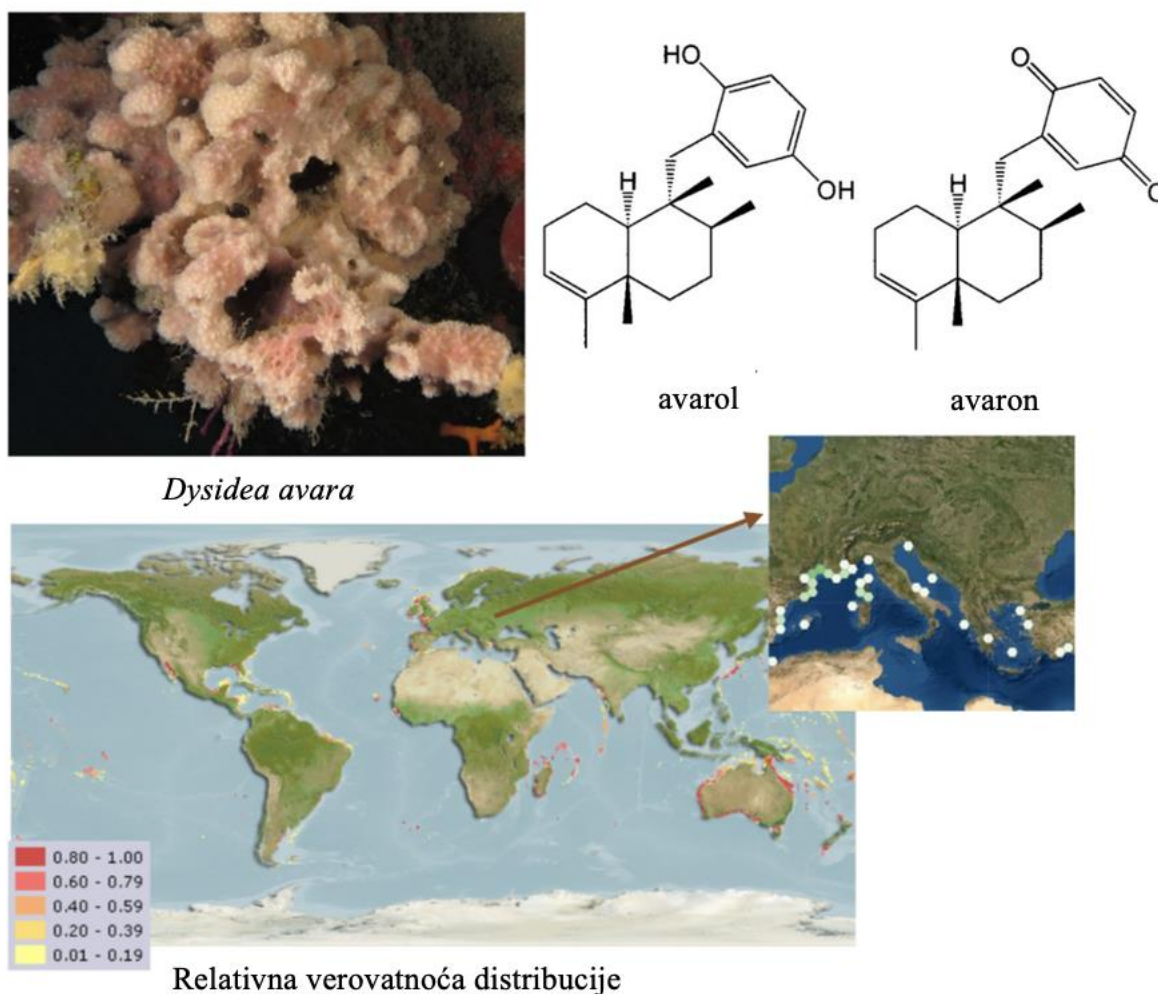 HO
OH
H
avarol
O
O
H
avaron
Dysidea avara
0.80 - 1.00
0.60 - 0.79
0.40 - 0.59
0.20 - 0.39
0.01 - 0.19
Relativna verovatnoća distribucije